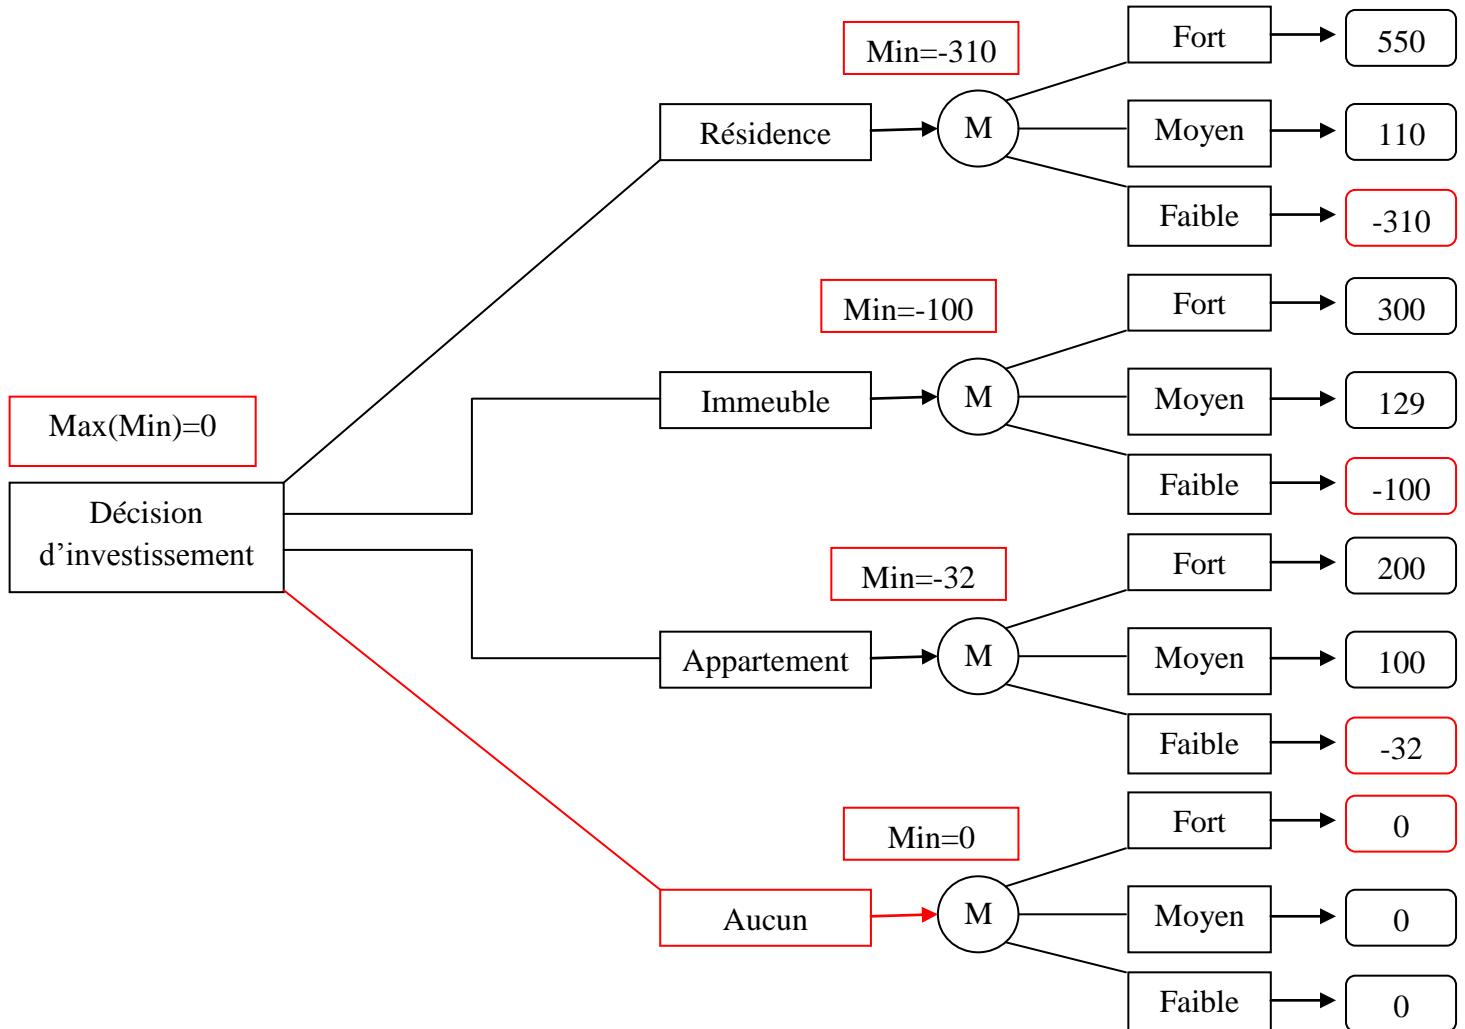 Min=-310
Fort
550
Résidence
M
Moyen
110
Faible
-310
Min=-100
Fort
300
Immeuble
M
Moyen
129
Faible
-100
Max(Min)=0
Décision
d’investissement
Min=-32
Fort
200
Appartement
M
Moyen
100
Faible
-32
Min=0
Fort
0
Aucun
M
Moyen
0
Faible
0